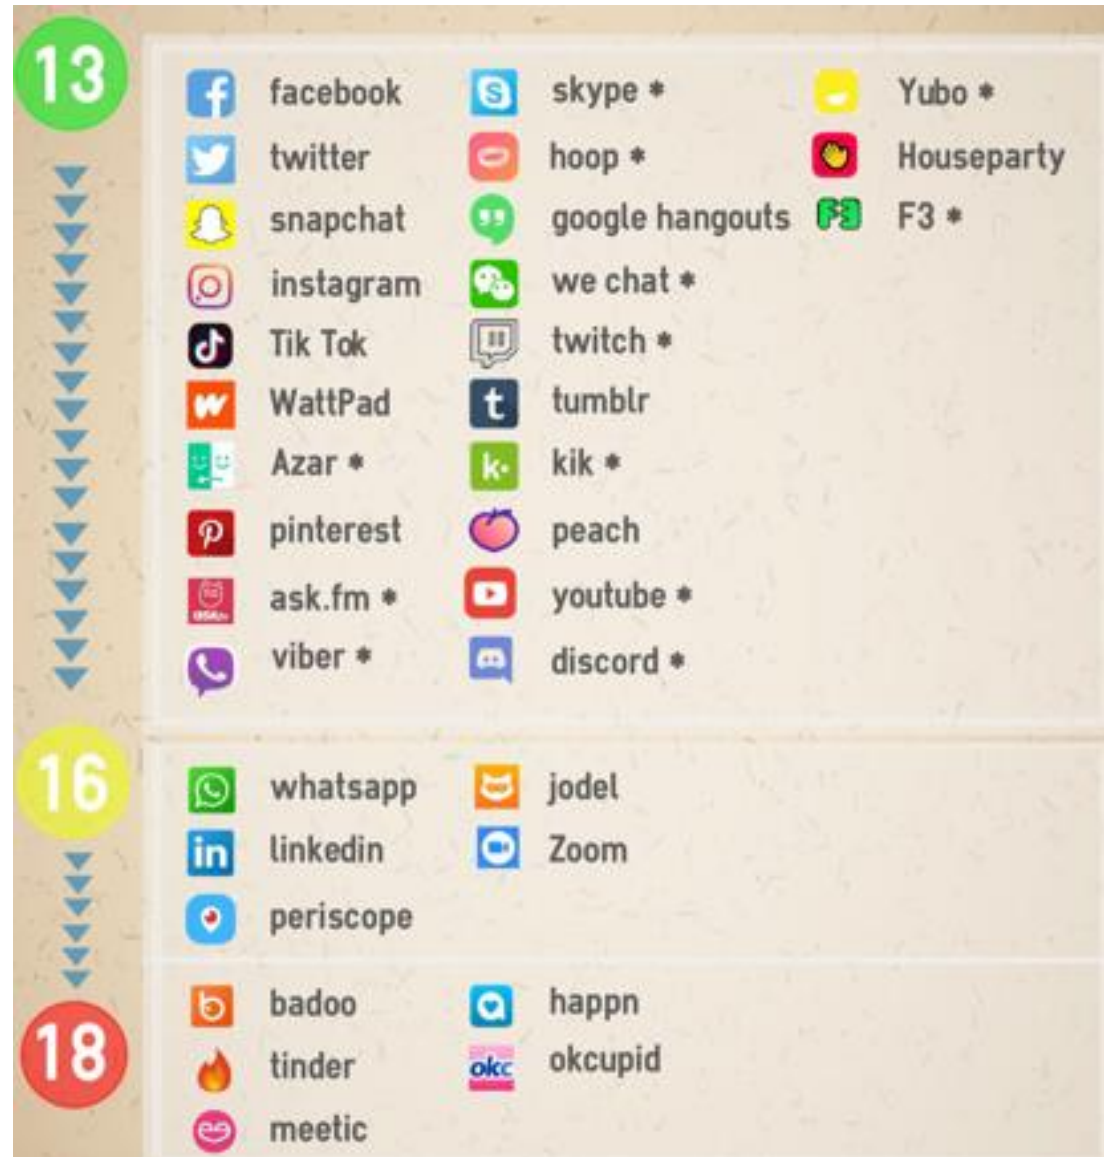 13
facebook
twitter
snapchat
instagram
Tik Tok
WattPad
Azar *
pinterest
ask.fm *
viber *
skype *
hoop *
google hangouts
we chat *
twitch *
tumblr
kik *
peach
youtube *
discord *
Yubo *
Houseparty
F3 *
16
whatsapp
linkedin
periscope
jodel
Zoom
18
badoo
tinder
meetic
happn
okcupid